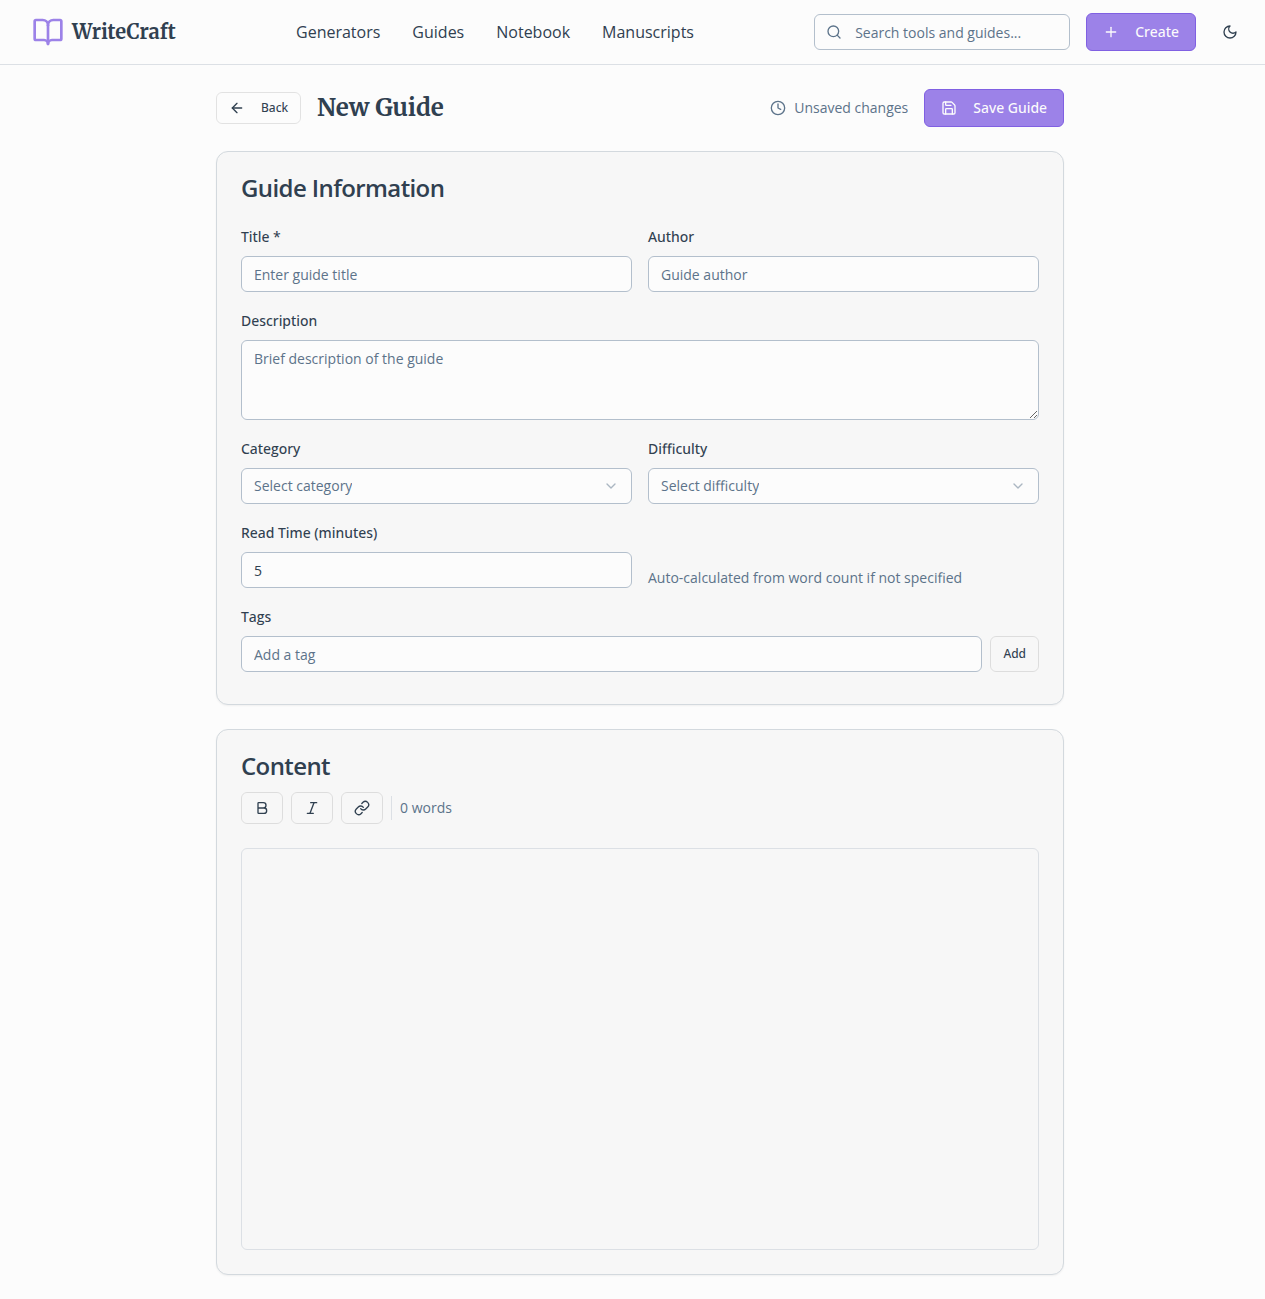 WriteCraft
Generators
Guides
Notebook
Manuscripts
Search tools and guides...
Create
Back
New Guide
Unsaved changes
Save Guide
Guide Information
Title *
Author
Enter guide title
Guide author
Description
Brief description of the guide
Category
Difficulty
Select category
Select difficulty
Read Time (minutes)
5
Auto-calculated from word count if not specified
Tags
Add a tag
Add
Content
0 words